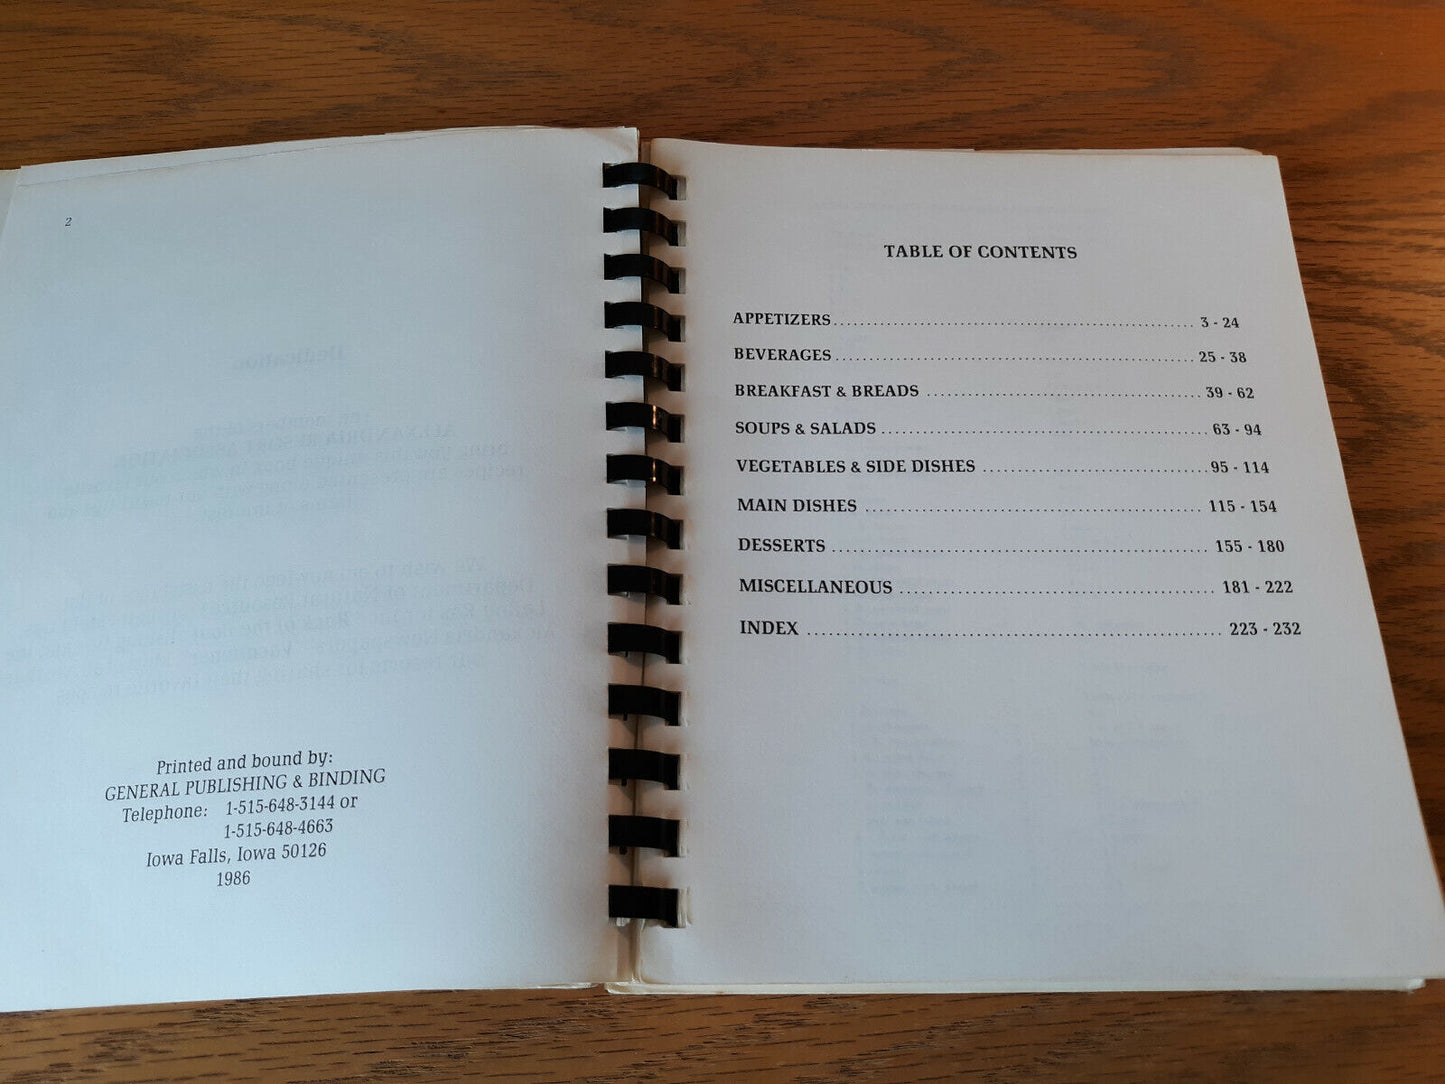 2
Printed and bound by:
GENERAL PUBLISHING & BINDING
Telephone: 1-515-648-3144 or
1-515-648-4663
Iowa Falls, Iowa 50126
1986
TABLE OF CONTENTS
APPETIZERS 3 - 24
BEVERAGES 25 - 38
BREAKFAST & BREADS 39 - 62
SOUPS & SALADS 63 - 94
VEGETABLES & SIDE DISHES 95 - 114
MAIN DISHES 115 - 154
DESSERTS 155 - 180
MISCELLANEOUS 181 - 222
INDEX 223 - 232